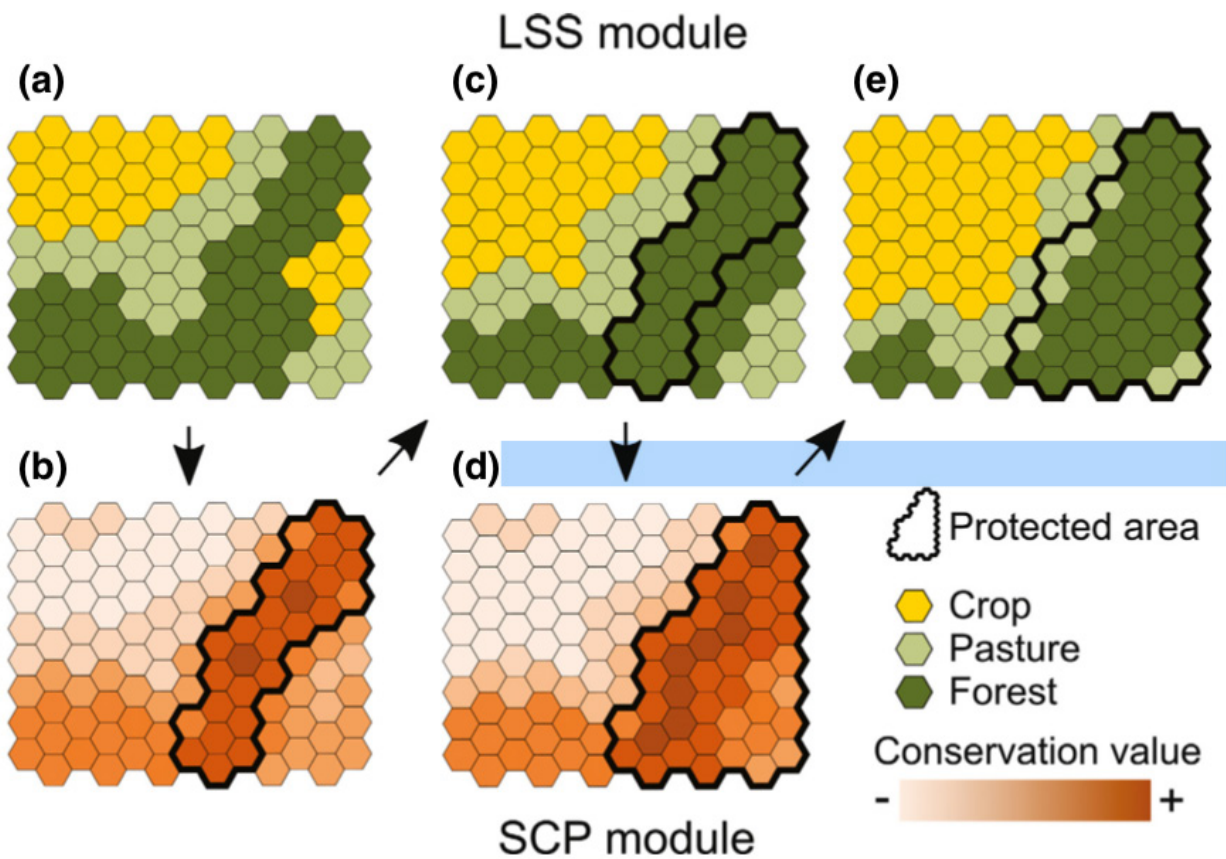 LSS module
(a)
(c)
(e)
(b)
(d)
Protected area
Crop
Pasture
Forest
Conservation value
- +
SCP module